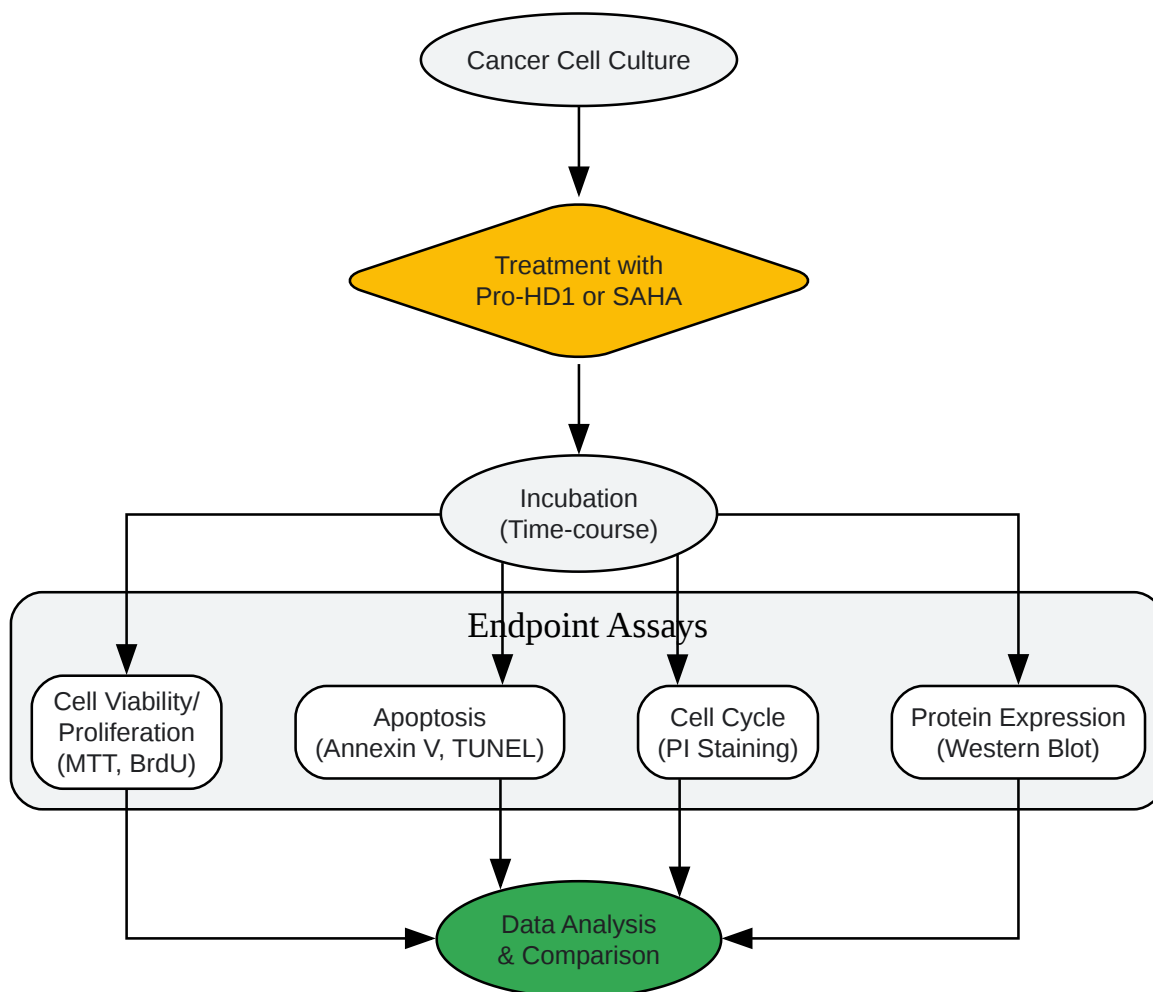 Cancer Cell Culture
Treatment with
Pro-HD1 or SAHA
Incubation
(Time-course)
Endpoint Assays
Cell Viability/
Proliferation
(MTT, BrdU)
Apoptosis
(Annexin V, TUNEL)
Cell Cycle
(PI Staining)
Protein Expression
(Western Blot)
Data Analysis
& Comparison